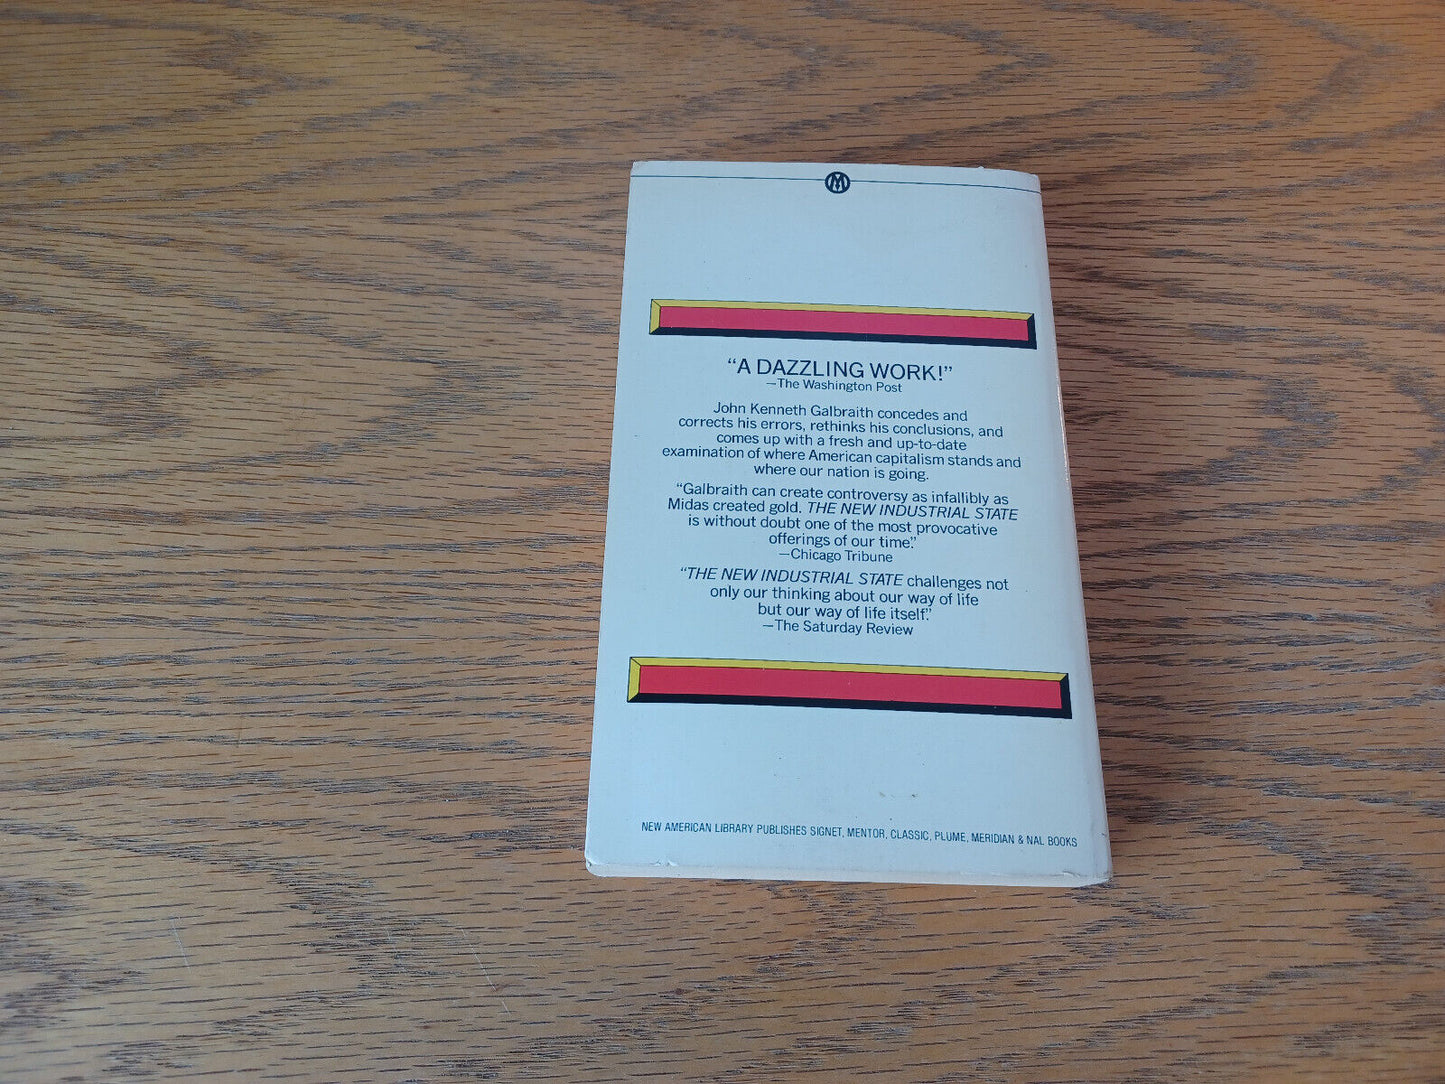 M
“A DAZZLING WORK!”
—The Washington Post
John Kenneth Galbraith concedes and
corrects his errors, rethinks his conclusions, and
comes up with a fresh and up-to-date
examination of where American capitalism stands and
where our nation is going.
“Galbraith can create controversy as infallibly as
Midas created gold. THE NEW INDUSTRIAL STATE
is without doubt one of the most provocative
offerings of our time.”
—Chicago Tribune
“THE NEW INDUSTRIAL STATE challenges not
only our thinking about our way of life
but our way of life itself.”
—The Saturday Review
NEW AMERICAN LIBRARY PUBLISHES SIGNET, MENTOR, CLASSIC, PLUME, MERIDIAN & NAL BOOKS